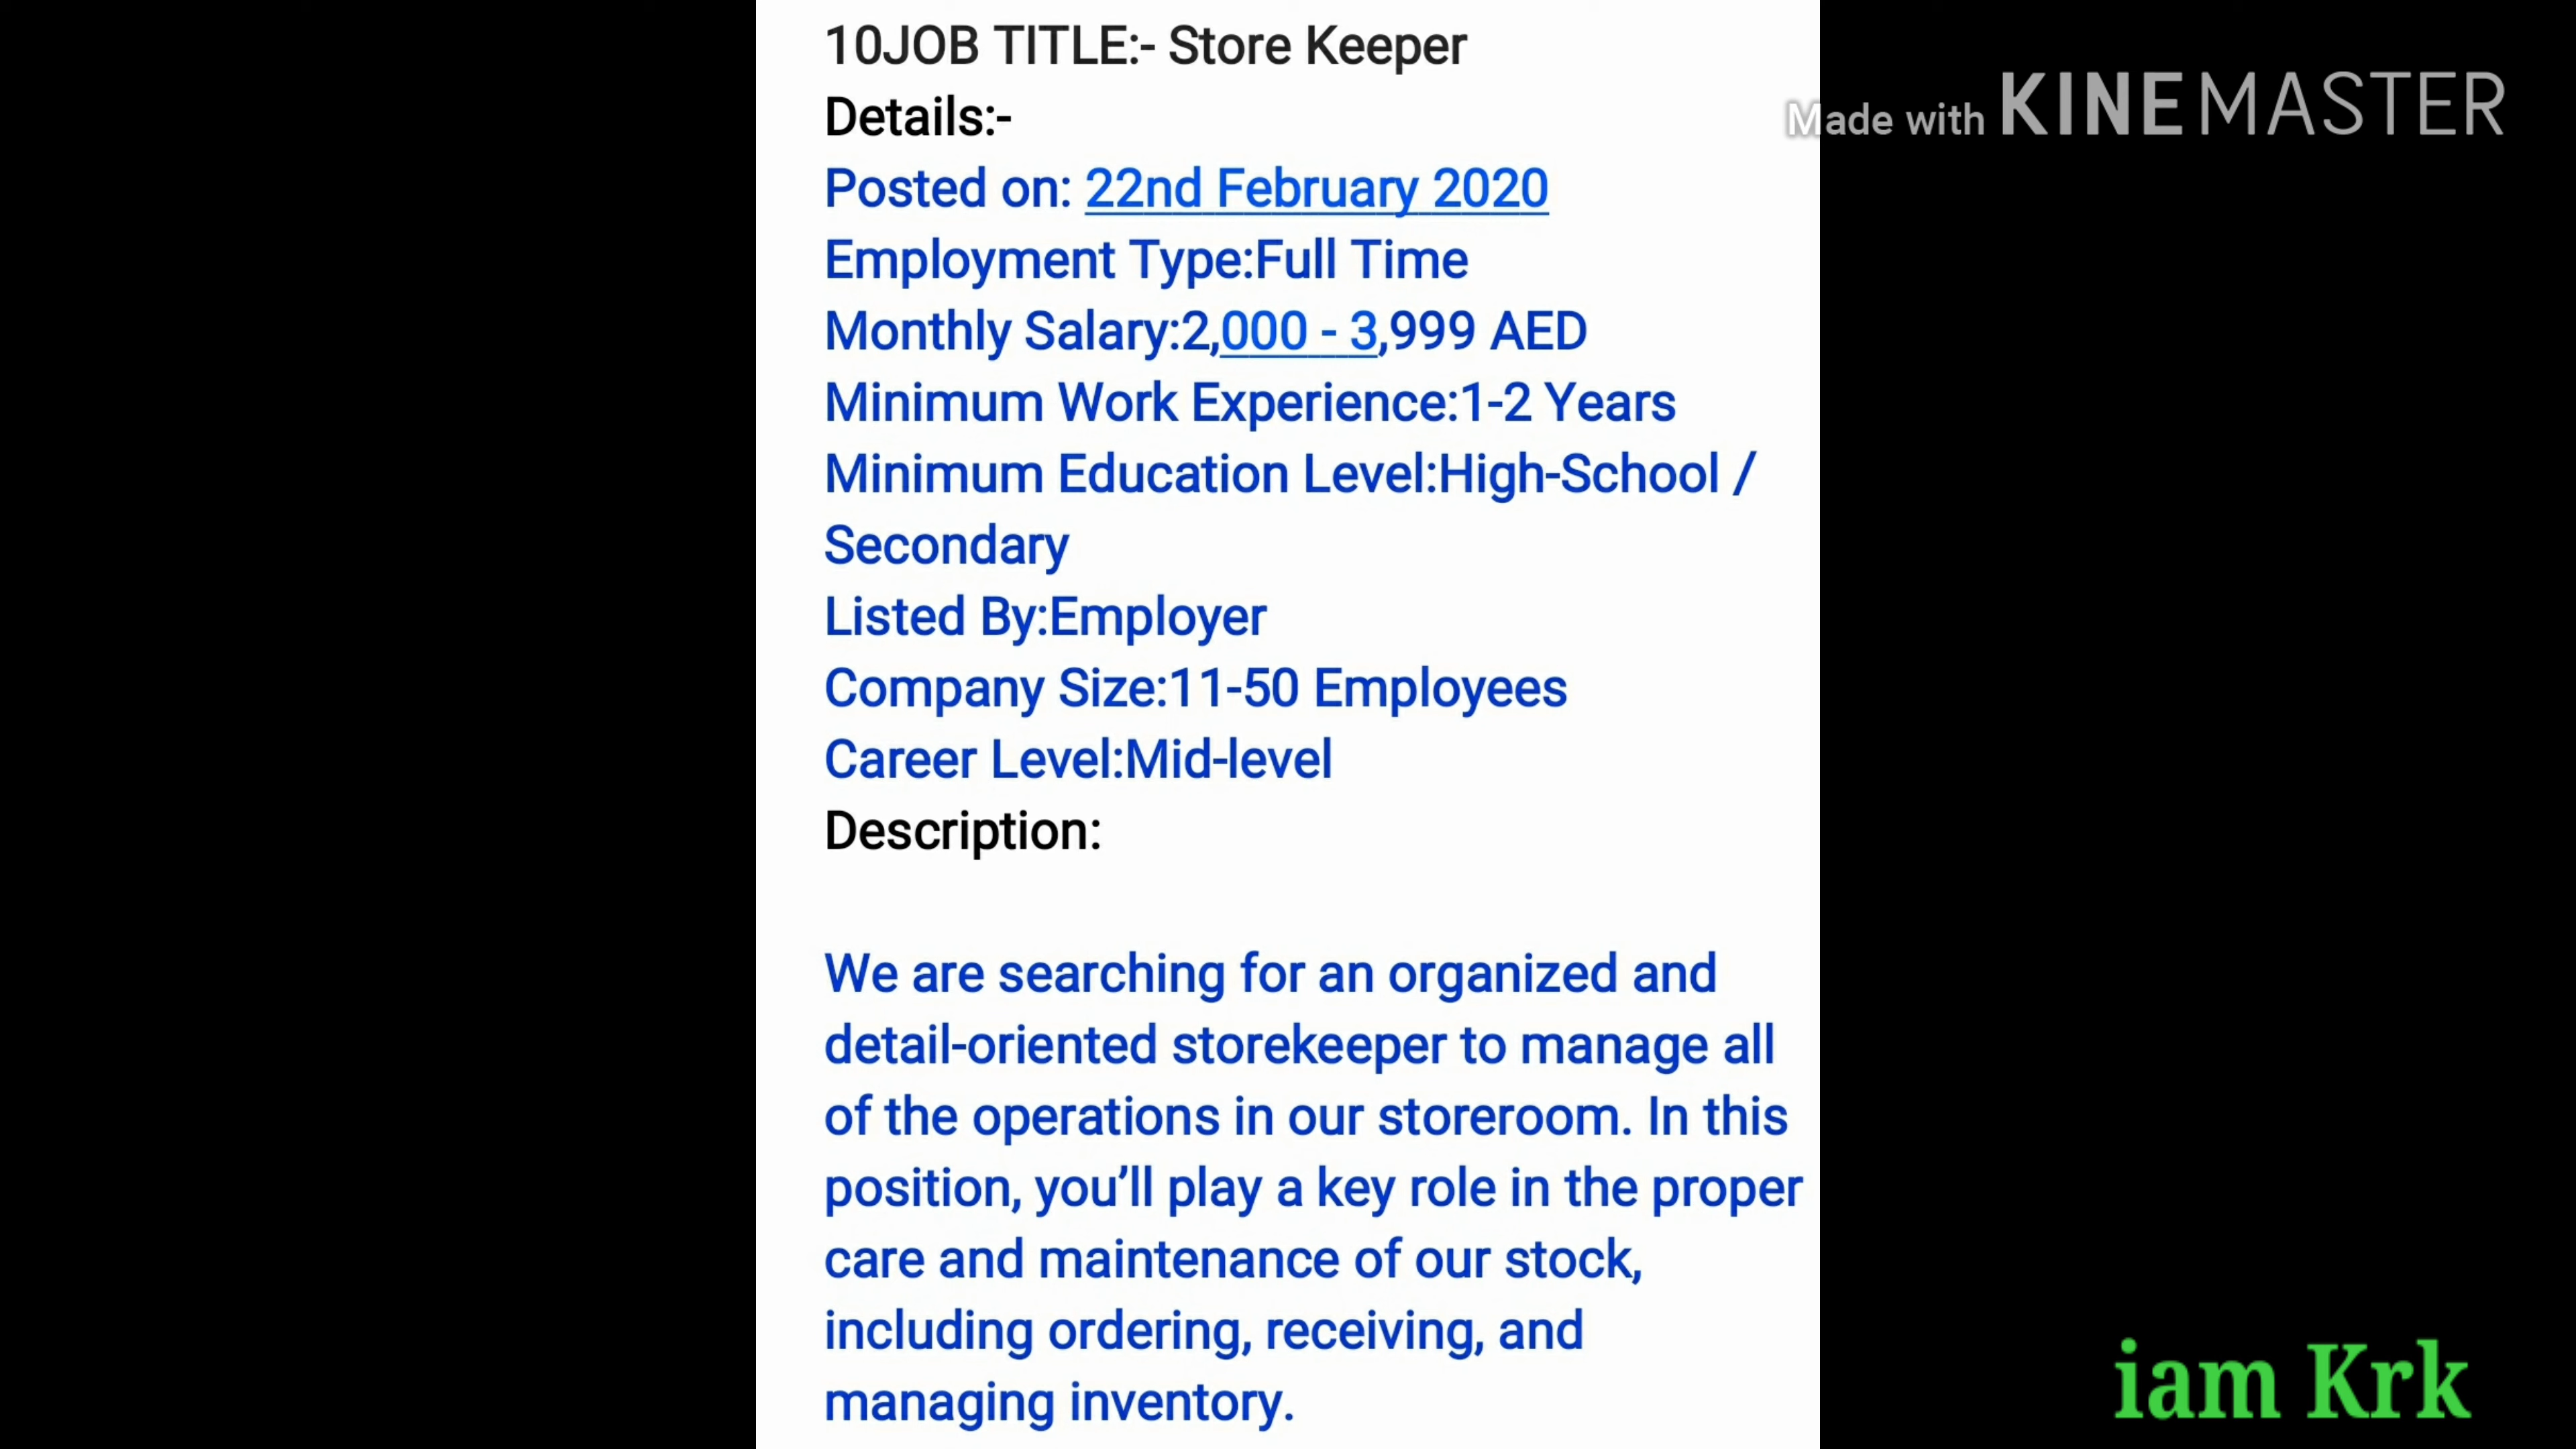 10JOB TITLE:- Store Keeper
Details:-
Posted on: 22nd February 2020
Employment Type:Full Time
Monthly Salary:2,000 - 3,999 AED
Minimum Work Experience:1-2 Years
Minimum Education Level:High-School /
Secondary
Listed By:Employer
Company Size:11-50 Employees
Career Level:Mid-level
Description:
We are searching for an organized and
detail-oriented storekeeper to manage all
of the operations in our storeroom. In this
position, you’ll play a key role in the proper
care and maintenance of our stock,
including ordering, receiving, and
managing inventory.
Made with KINEMASTER
iam Krk